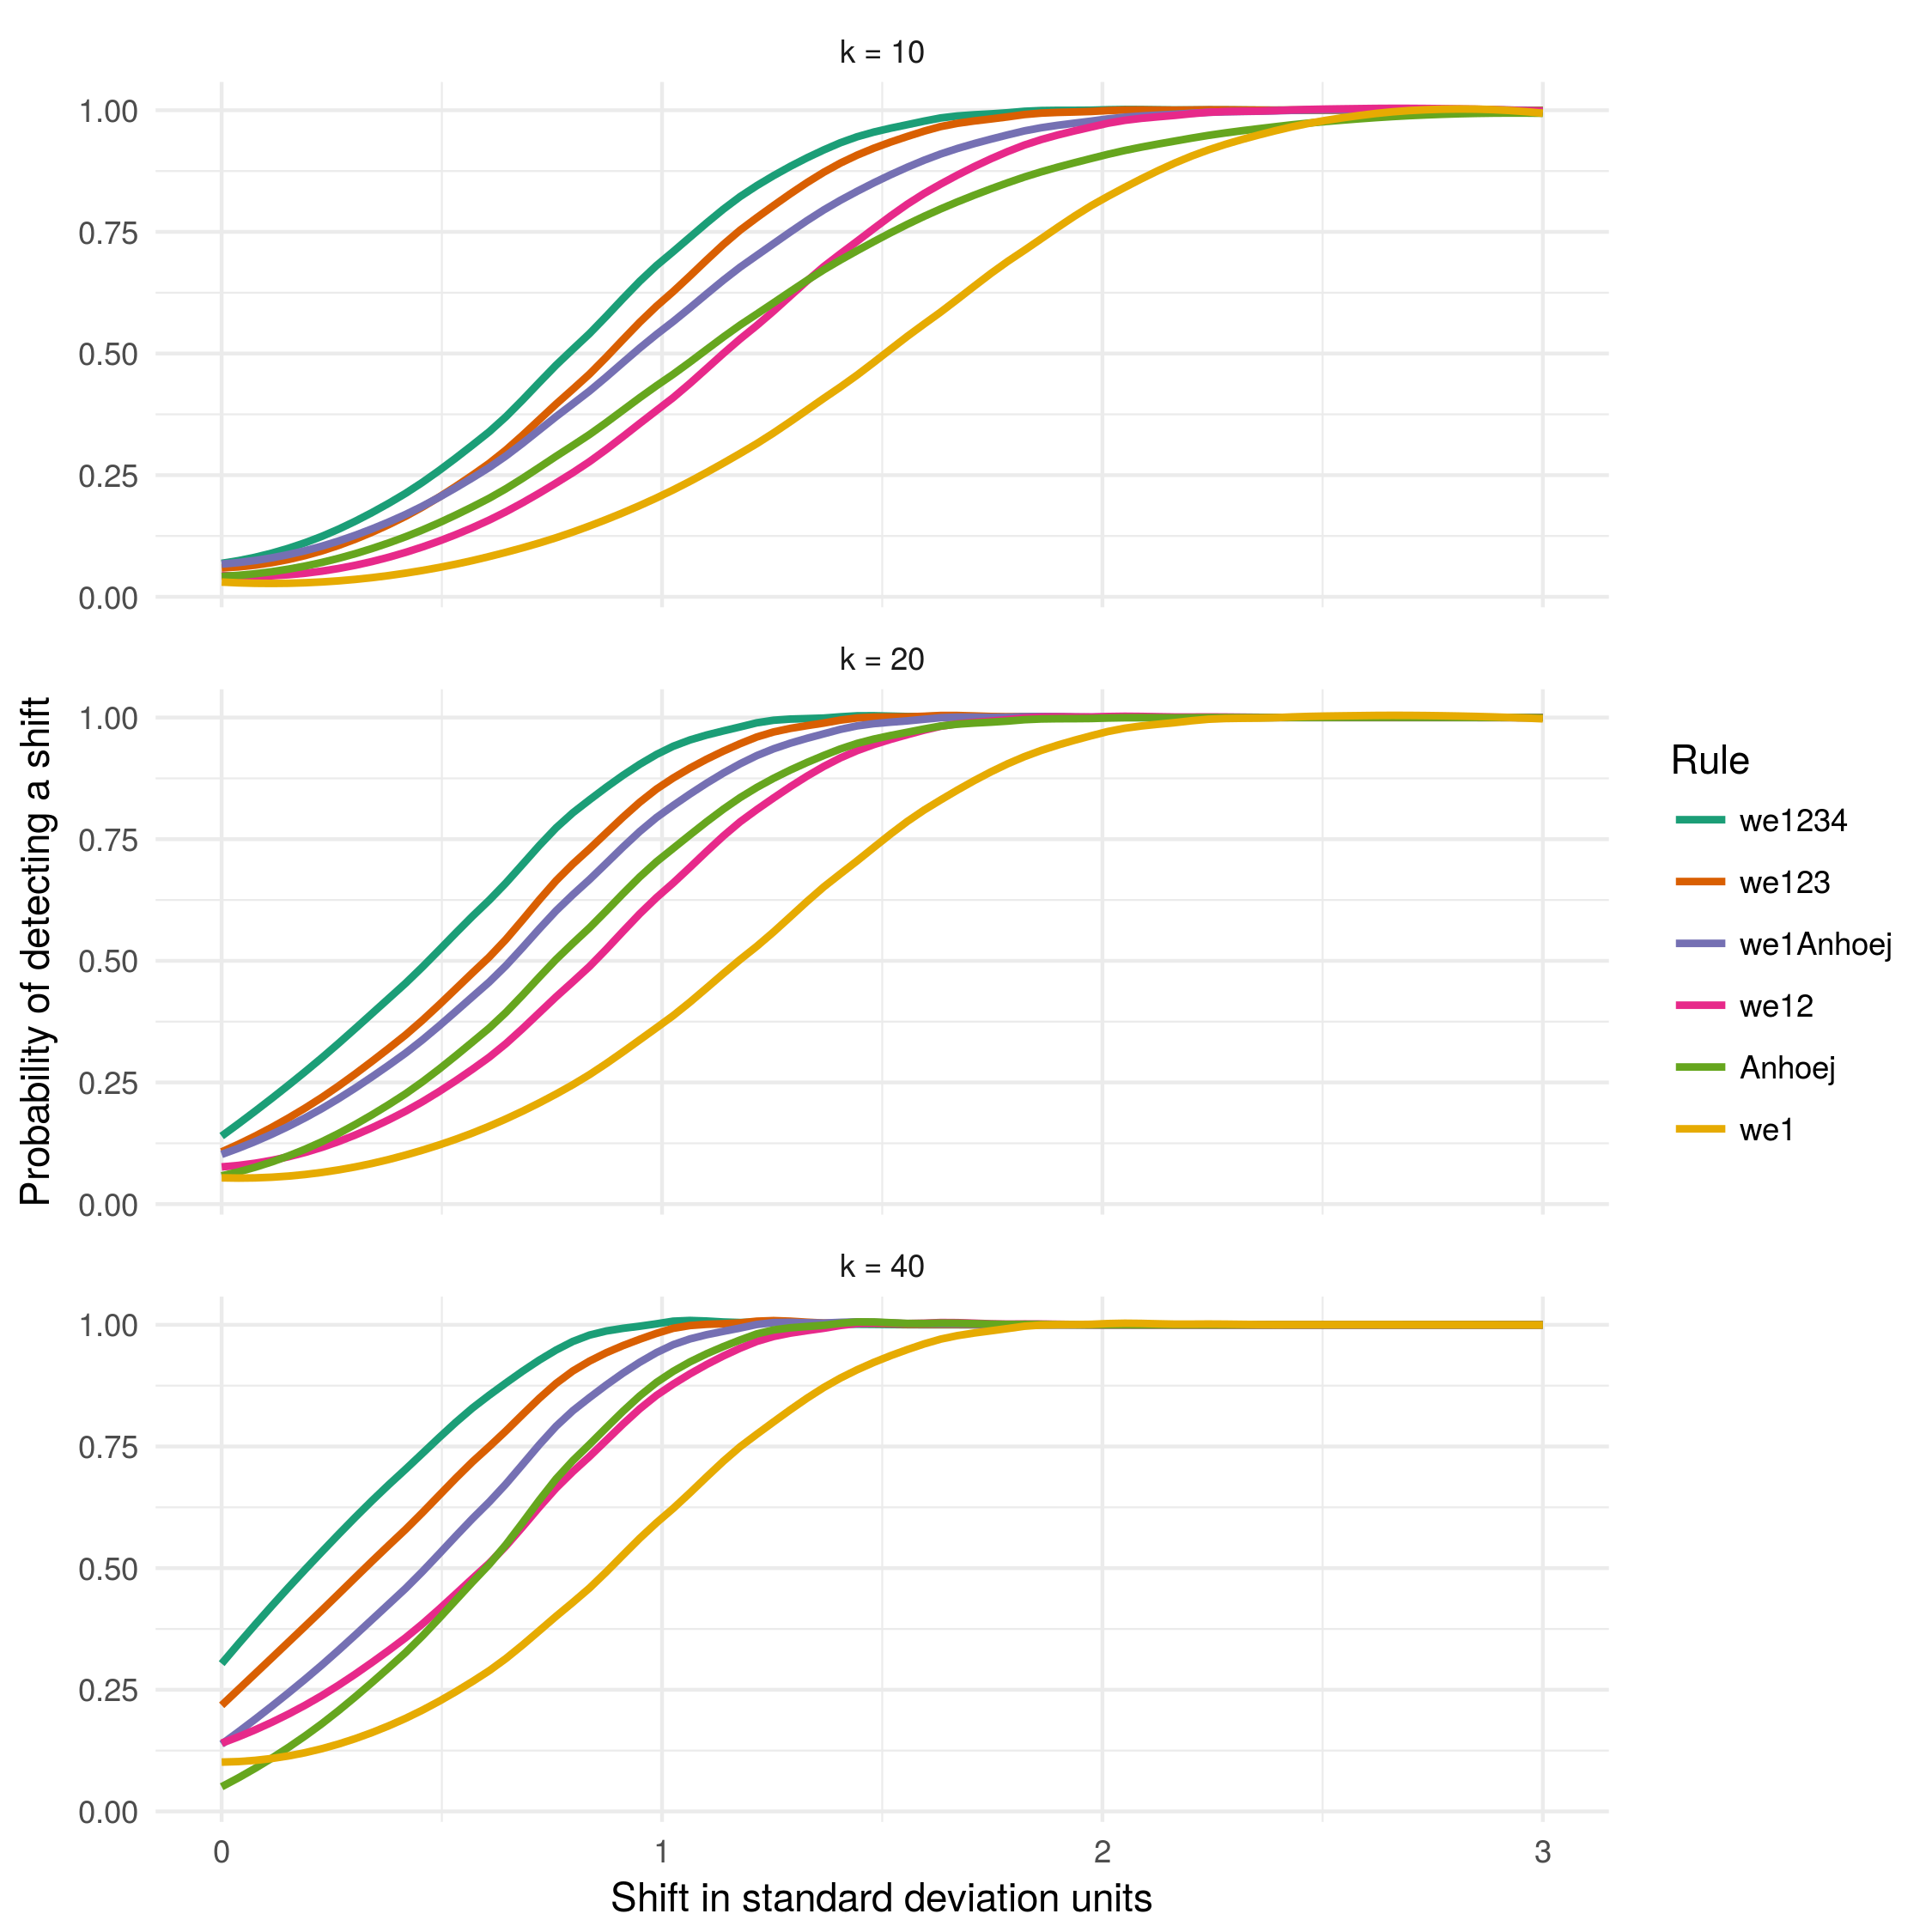 k = 10
1.00
0.75
0.50
0.25
0.00
k = 20
1.00
0.75
0.50
0.25
0.00
k = 40
1.00
0.75
0.50
0.25
0.00
0 1 2 3
Shift in standard deviation units
Probability of detecting a shift
Rule
we1234
we123
we1Anhoej
we12
Anhoej
we1